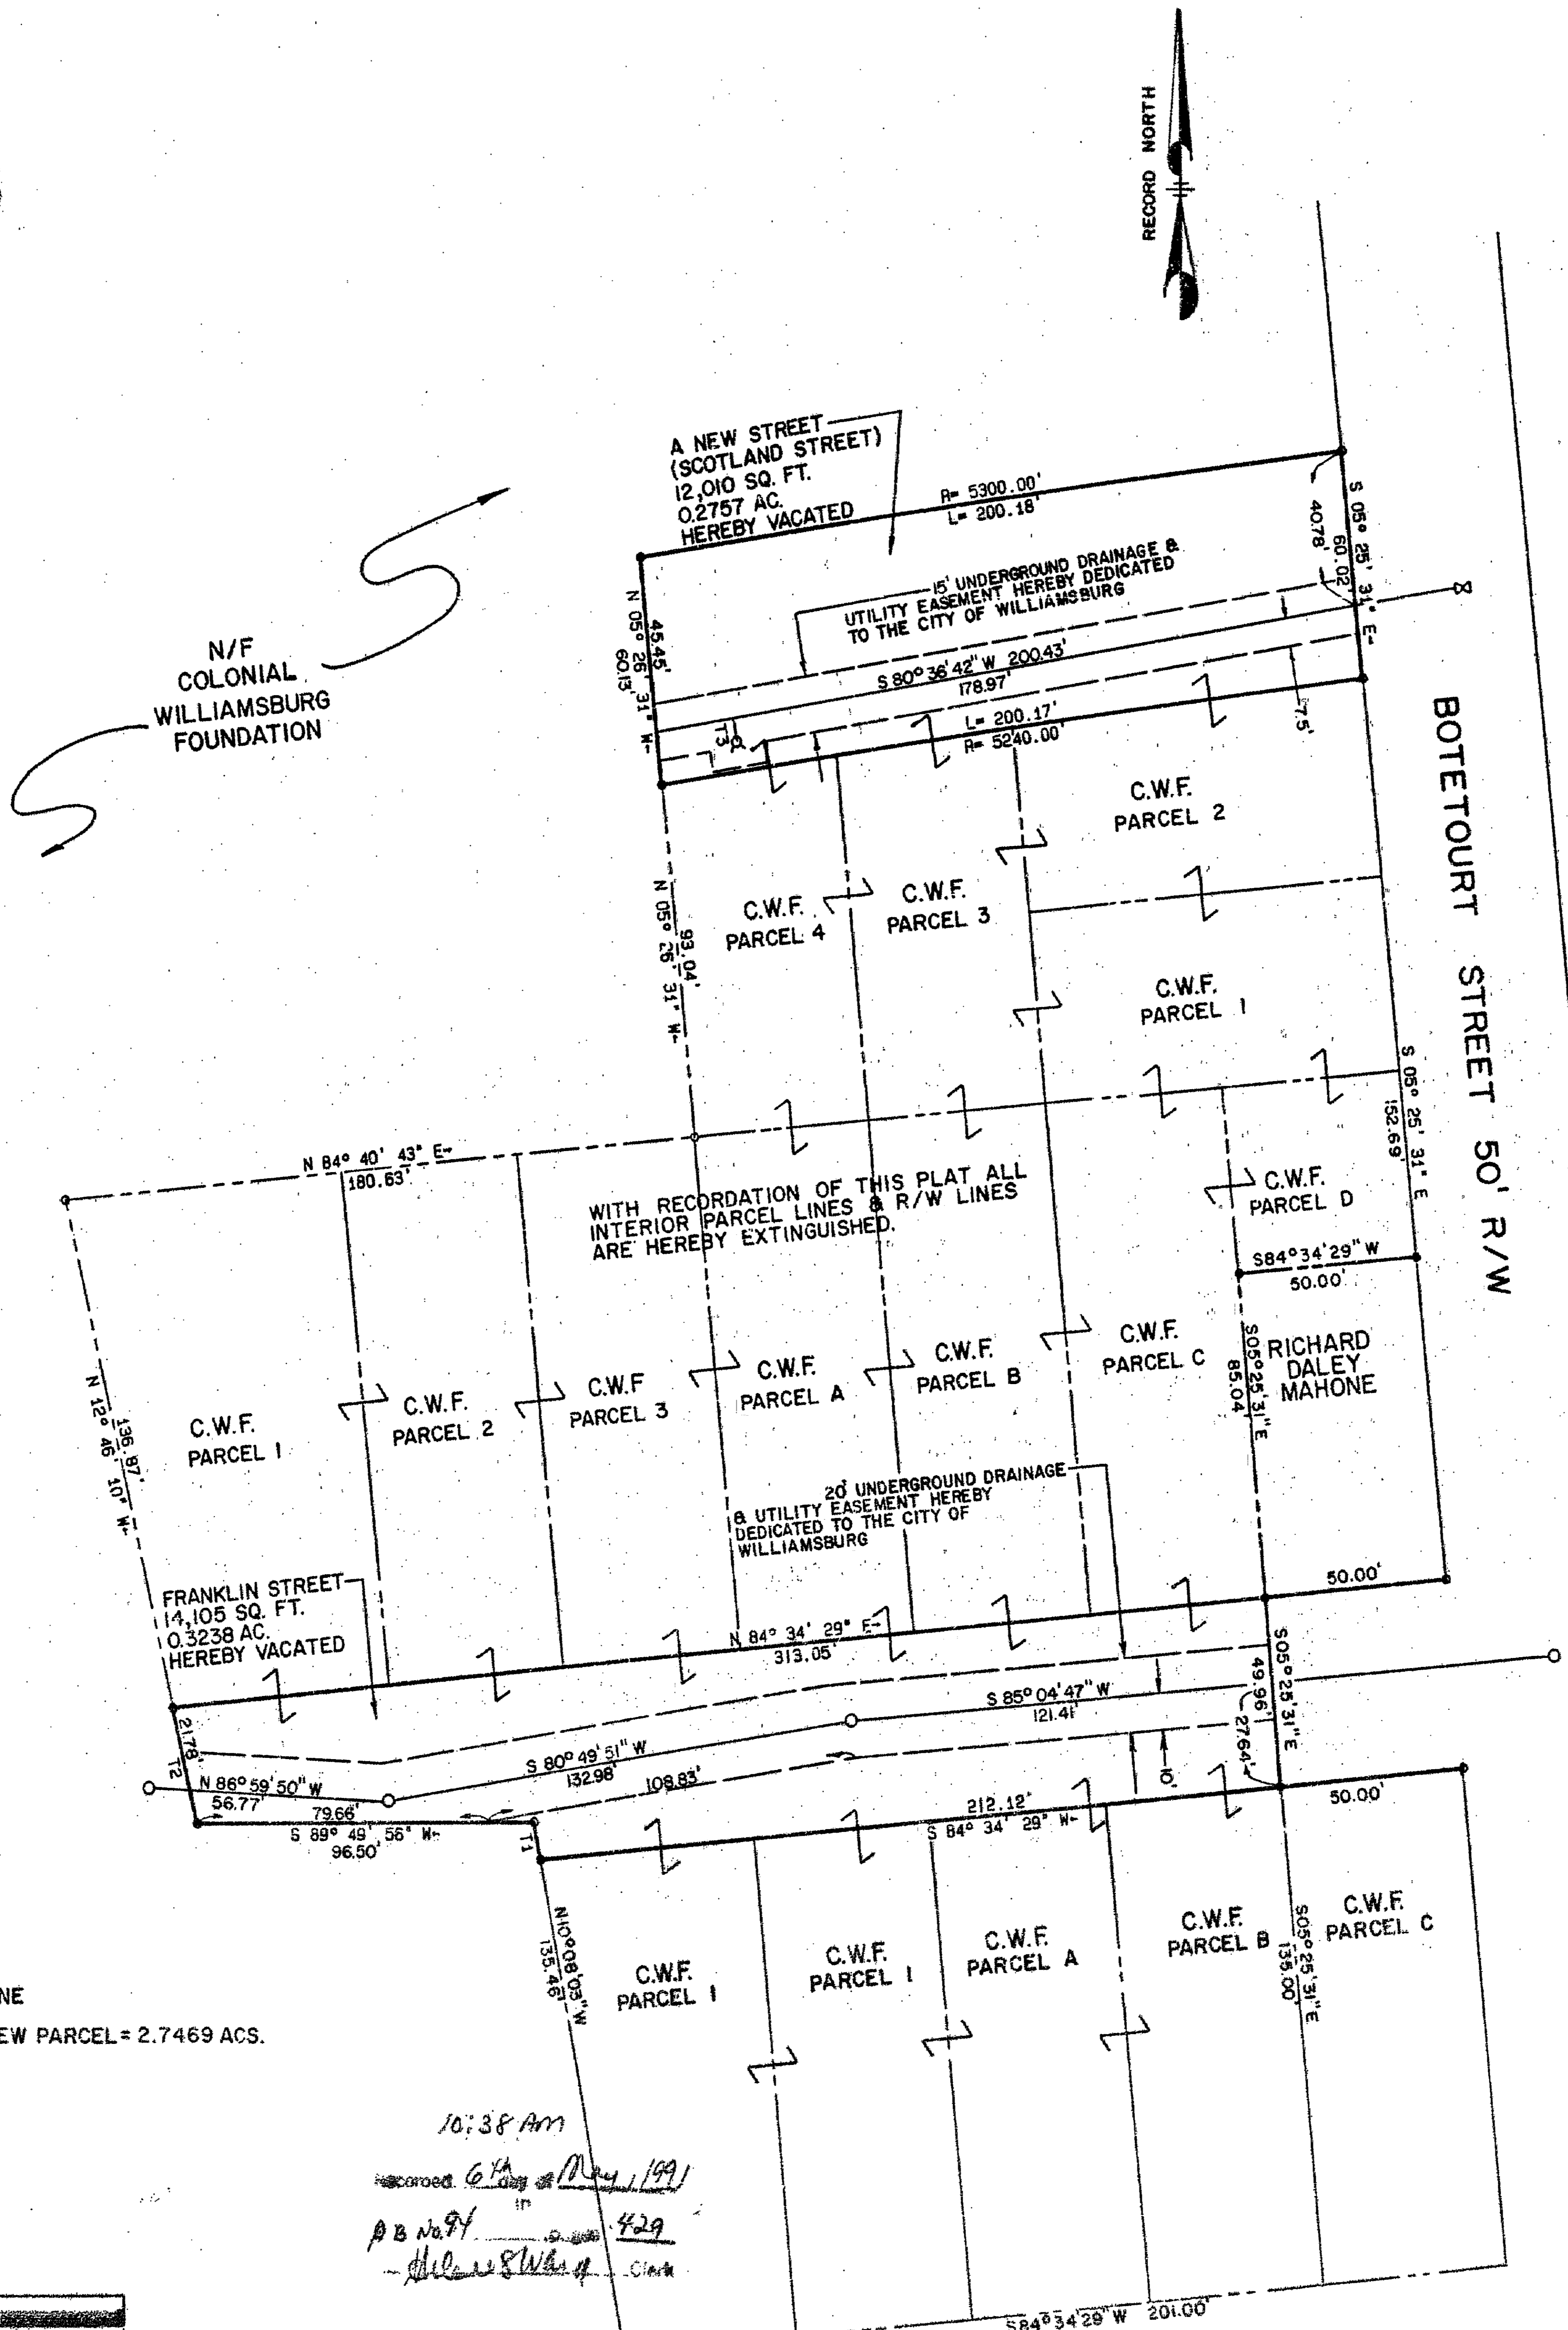 RECORD NORTH
A NEW STREET
(SCOTLAND STREET)
12,010 SQ. FT.
0.2757 AC.
HEREBY VACATED
R= 5300.00'
L= 200.18'
S 05° 25' 31" E-
60.02'
40.78'
15' UNDERGROUND DRAINAGE &
UTILITY EASEMENT HEREBY DEDICATED
TO THE CITY OF WILLIAMSBURG
N/F
COLONIAL
WILLIAMSBURG
FOUNDATION
45.45'
N 05° 26' 31" W-
60.13'
S 80° 36' 42" W 200.43'
178.97'
T3
L= 200.17'
R= 5240.00'
7.5'
BOTETOURT STREET 50' R/W
C.W.F.
PARCEL 2
C.W.F.
PARCEL 3
C.W.F.
PARCEL 4
93.04'
N 05° 25' 31" W-
C.W.F.
PARCEL 1
S 05° 25' 31" E
152.69'
N 84° 40' 43" E-
180.63'
WITH RECORDATION OF THIS PLAT ALL
INTERIOR PARCEL LINES & R/W LINES
ARE HEREBY EXTINGUISHED.
C.W.F.
PARCEL D
S84°34'29"W
50.00'
136.87'
N 12° 46' 10" W-
C.W.F.
PARCEL 1
C.W.F.
PARCEL 2
C.W.F
PARCEL 3
C.W.F.
PARCEL A
C.W.F.
PARCEL B
C.W.F.
PARCEL C
S05°25'31"E
85.04'
RICHARD
DALEY
MAHONE
20' UNDERGROUND DRAINAGE
& UTILITY EASEMENT HEREBY
DEDICATED TO THE CITY OF
WILLIAMSBURG
FRANKLIN STREET
14,105 SQ. FT.
0.3238 AC.
HEREBY VACATED
N 84° 34' 29" E-
313.05'
50.00'
S05°25'31"E
49.96'
27.64'
S 85°04'47"W
121.41'
21.78'
T2
N 86°59'50"W
56.77'
S 80°49'51"W
132.98'
108.83'
79.66'
S 89° 49' 56" W-
96.50'
T1
10'
212.12'
S 84° 34' 29" W-
50.00'
N10°08'03"W
135.46'
C.W.F.
PARCEL 1
C.W.F.
PARCEL 1
C.W.F.
PARCEL A
C.W.F.
PARCEL B
S05°25'31"E
135.00'
C.W.F.
PARCEL C
NE
EW PARCEL = 2.7469 ACS.
10:38 Am
Recorded 6th day of May, 1991
in
No. 94 429
Clerk
S84°34'29"W 201.00'